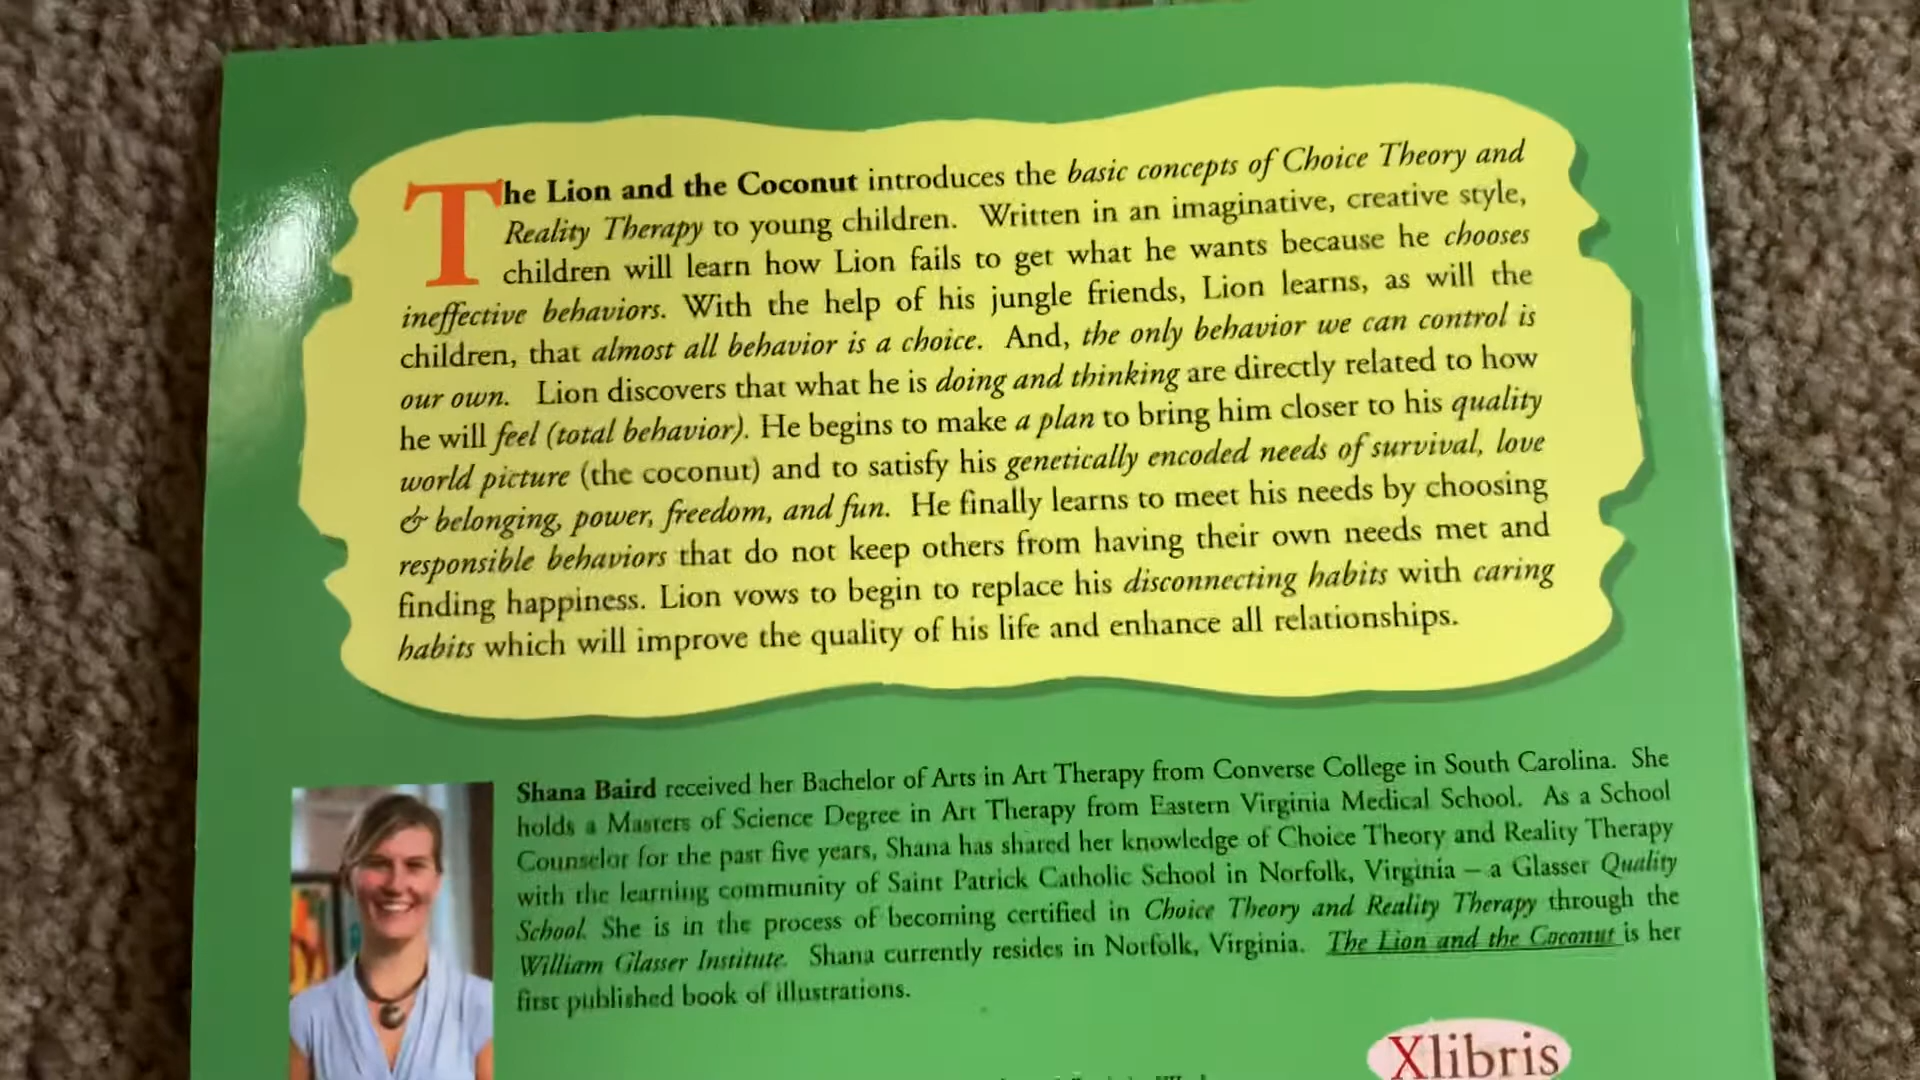 The Lion and the Coconut introduces the basic concepts of Choice Theory and
Reality Therapy to young children. Written in an imaginative, creative style,
children will learn how Lion fails to get what he wants because he chooses
ineffective behaviors. With the help of his jungle friends, Lion learns, as will the
children, that almost all behavior is a choice. And, the only behavior we can control is
our own. Lion discovers that what he is doing and thinking are directly related to how
he will feel (total behavior). He begins to make a plan to bring him closer to his quality
world picture (the coconut) and to satisfy his genetically encoded needs of survival, love
& belonging, power, freedom, and fun. He finally learns to meet his needs by choosing
responsible behaviors that do not keep others from having their own needs met and
finding happiness. Lion vows to begin to replace his disconnecting habits with caring
habits which will improve the quality of his life and enhance all relationships.
Shana Baird received her Bachelor of Arts in Art Therapy from Converse College in South Carolina. She
holds a Masters of Science Degree in Art Therapy from Eastern Virginia Medical School. As a School
Counselor for the past five years, Shana has shared her knowledge of Choice Theory and Reality Therapy
with the learning community of Saint Patrick Catholic School in Norfolk, Virginia – a Glasser Quality
School. She is in the process of becoming certified in Choice Theory and Reality Therapy through the
William Glasser Institute. Shana currently resides in Norfolk, Virginia. The Lion and the Coconut is her
first published book of illustrations.
Xlibris